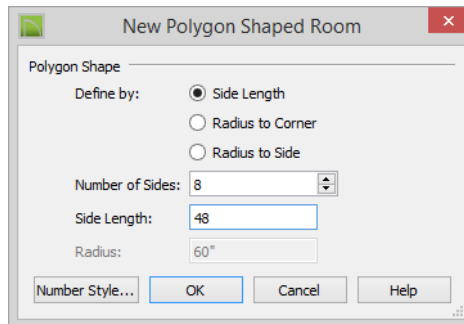 New Polygon Shaped Room
Polygon Shape
Define by: Side Length
Radius to Corner
Radius to Side
Number of Sides: 8
Side Length: 48
Radius: 60"
Number Style... OK Cancel Help